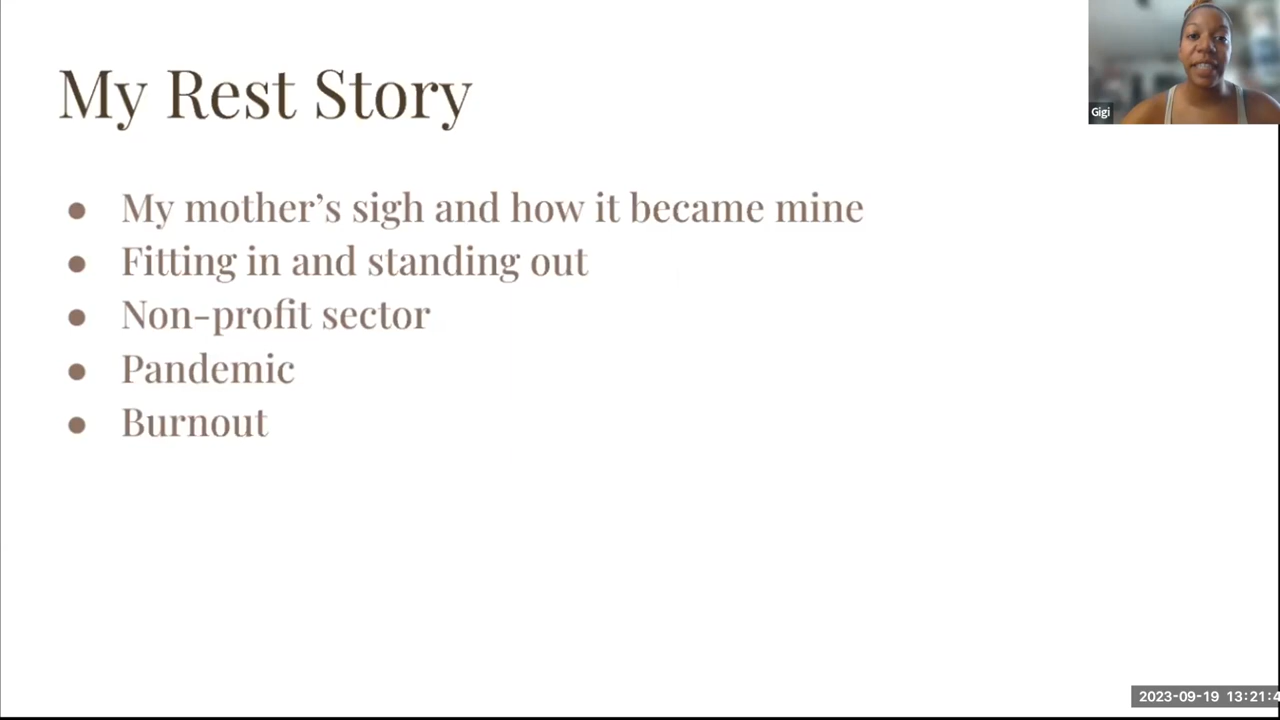 My Rest Story
Gigi
● My mother’s sigh and how it became mine
● Fitting in and standing out
● Non-profit sector
● Pandemic
● Burnout
2023-09-19 13:21:4